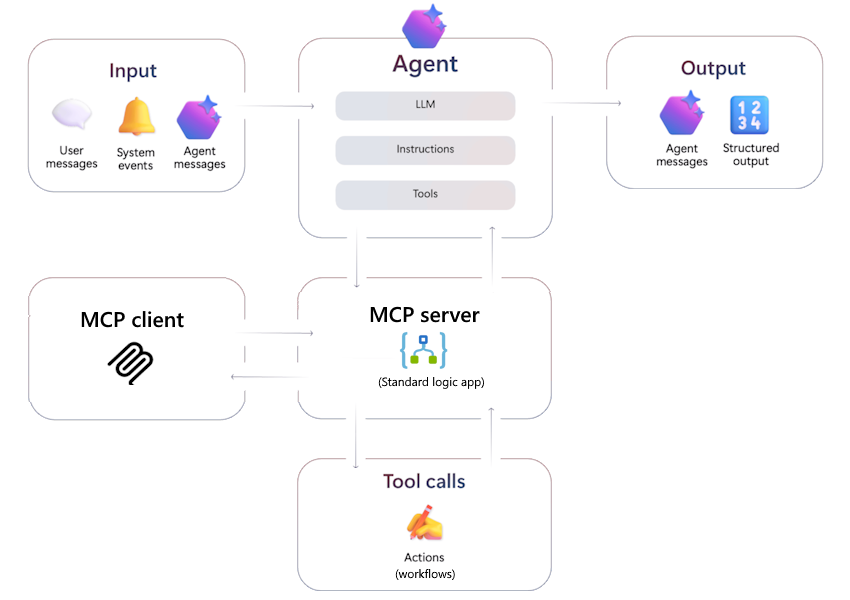 Input
User
messages
System
events
Agent
messages
Agent
LLM
Instructions
Tools
Output
Agent
messages
Structured
output
1 2
3 4
MCP client
MCP server
(Standard logic app)
Tool calls
Actions
(workflows)